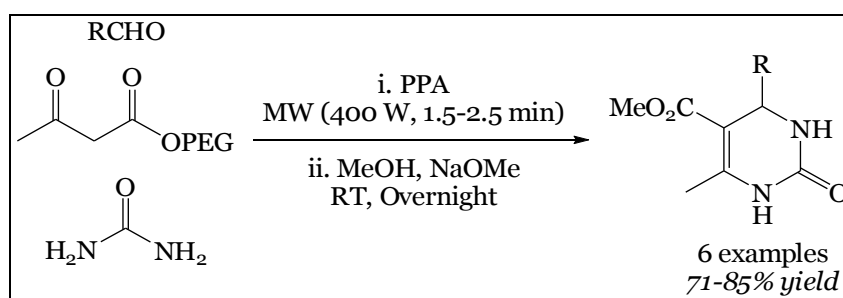 RCHO
O
O
OPEG
O
H₂N
NH₂
i. PPA
MW (400 W, 1.5-2.5 min)
ii. MeOH, NaOMe
RT, Overnight
R
MeO₂C
NH
N
H
O
6 examples
71-85% yield